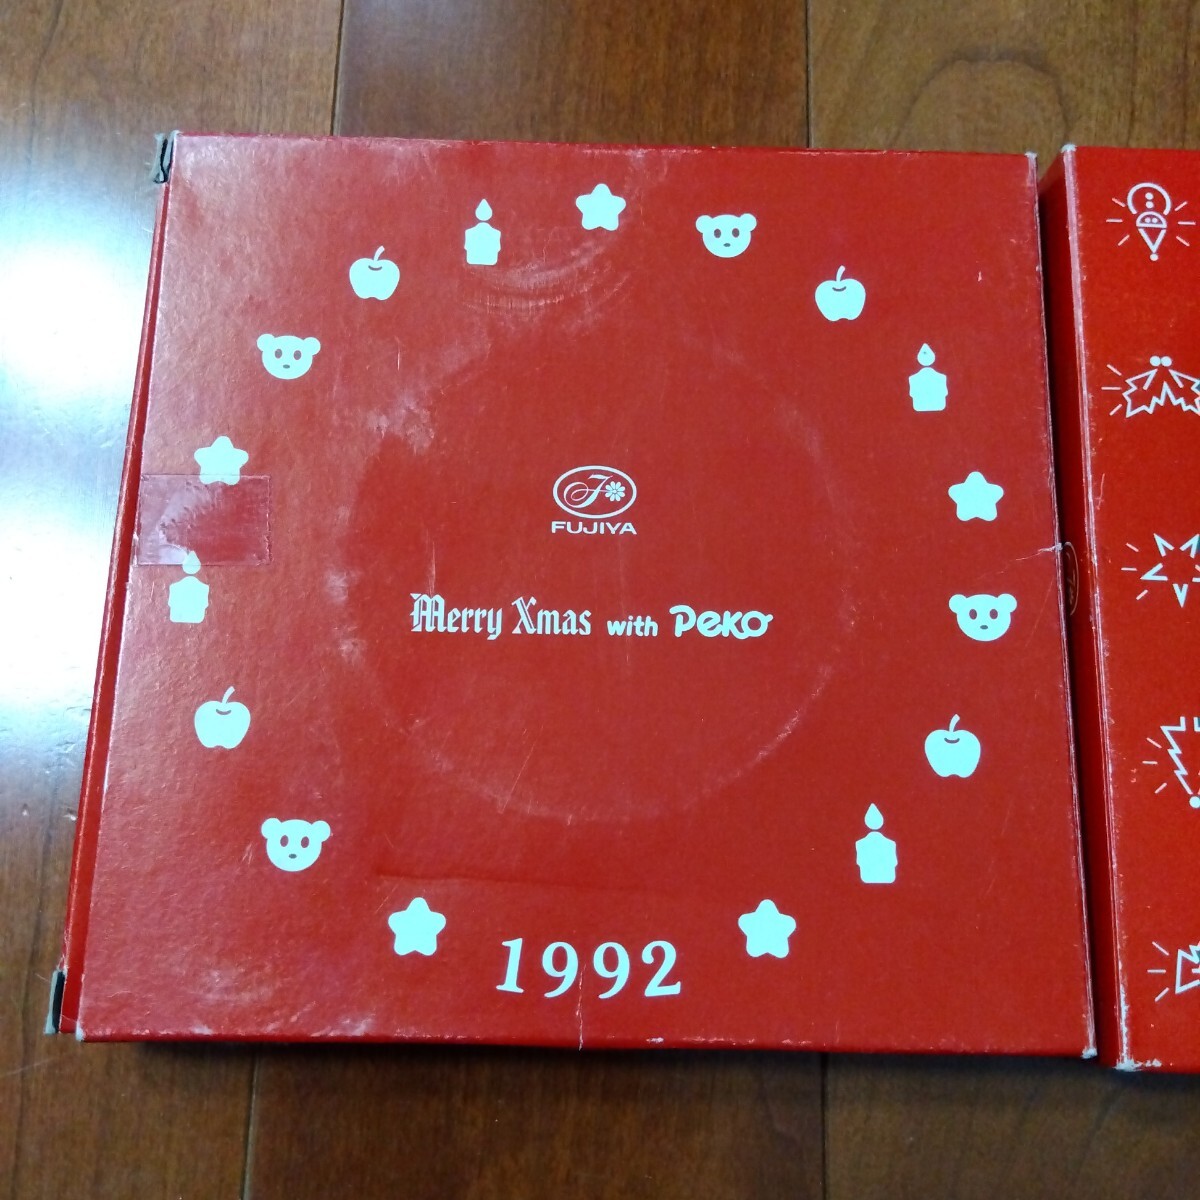 FUJIYA
Merry Xmas with Peko
1992